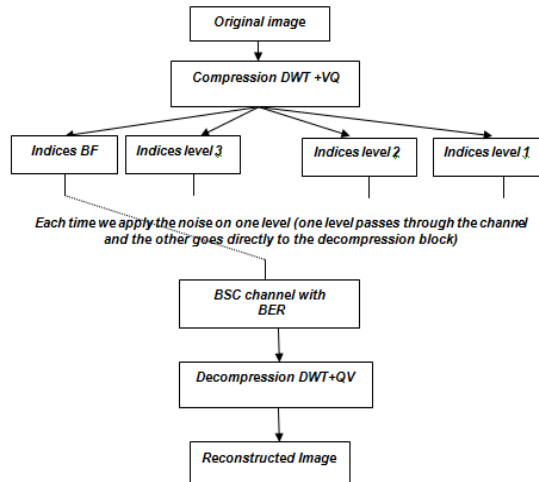 Original image
Compression DWT +VQ
Indices BF
Indices level 3
Indices level 2
Indices level 1
Each time we apply the noise on one level (one level passes through the channel
and the other goes directly to the decompression block)
BSC channel with
BER
Decompression DWT+QV
Reconstructed Image